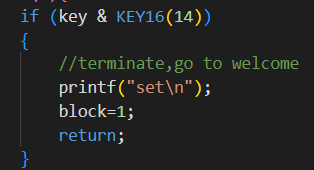 if (key & KEY16(14))
{
//terminate,go to welcome
printf("set\n");
block=1;
return;
}